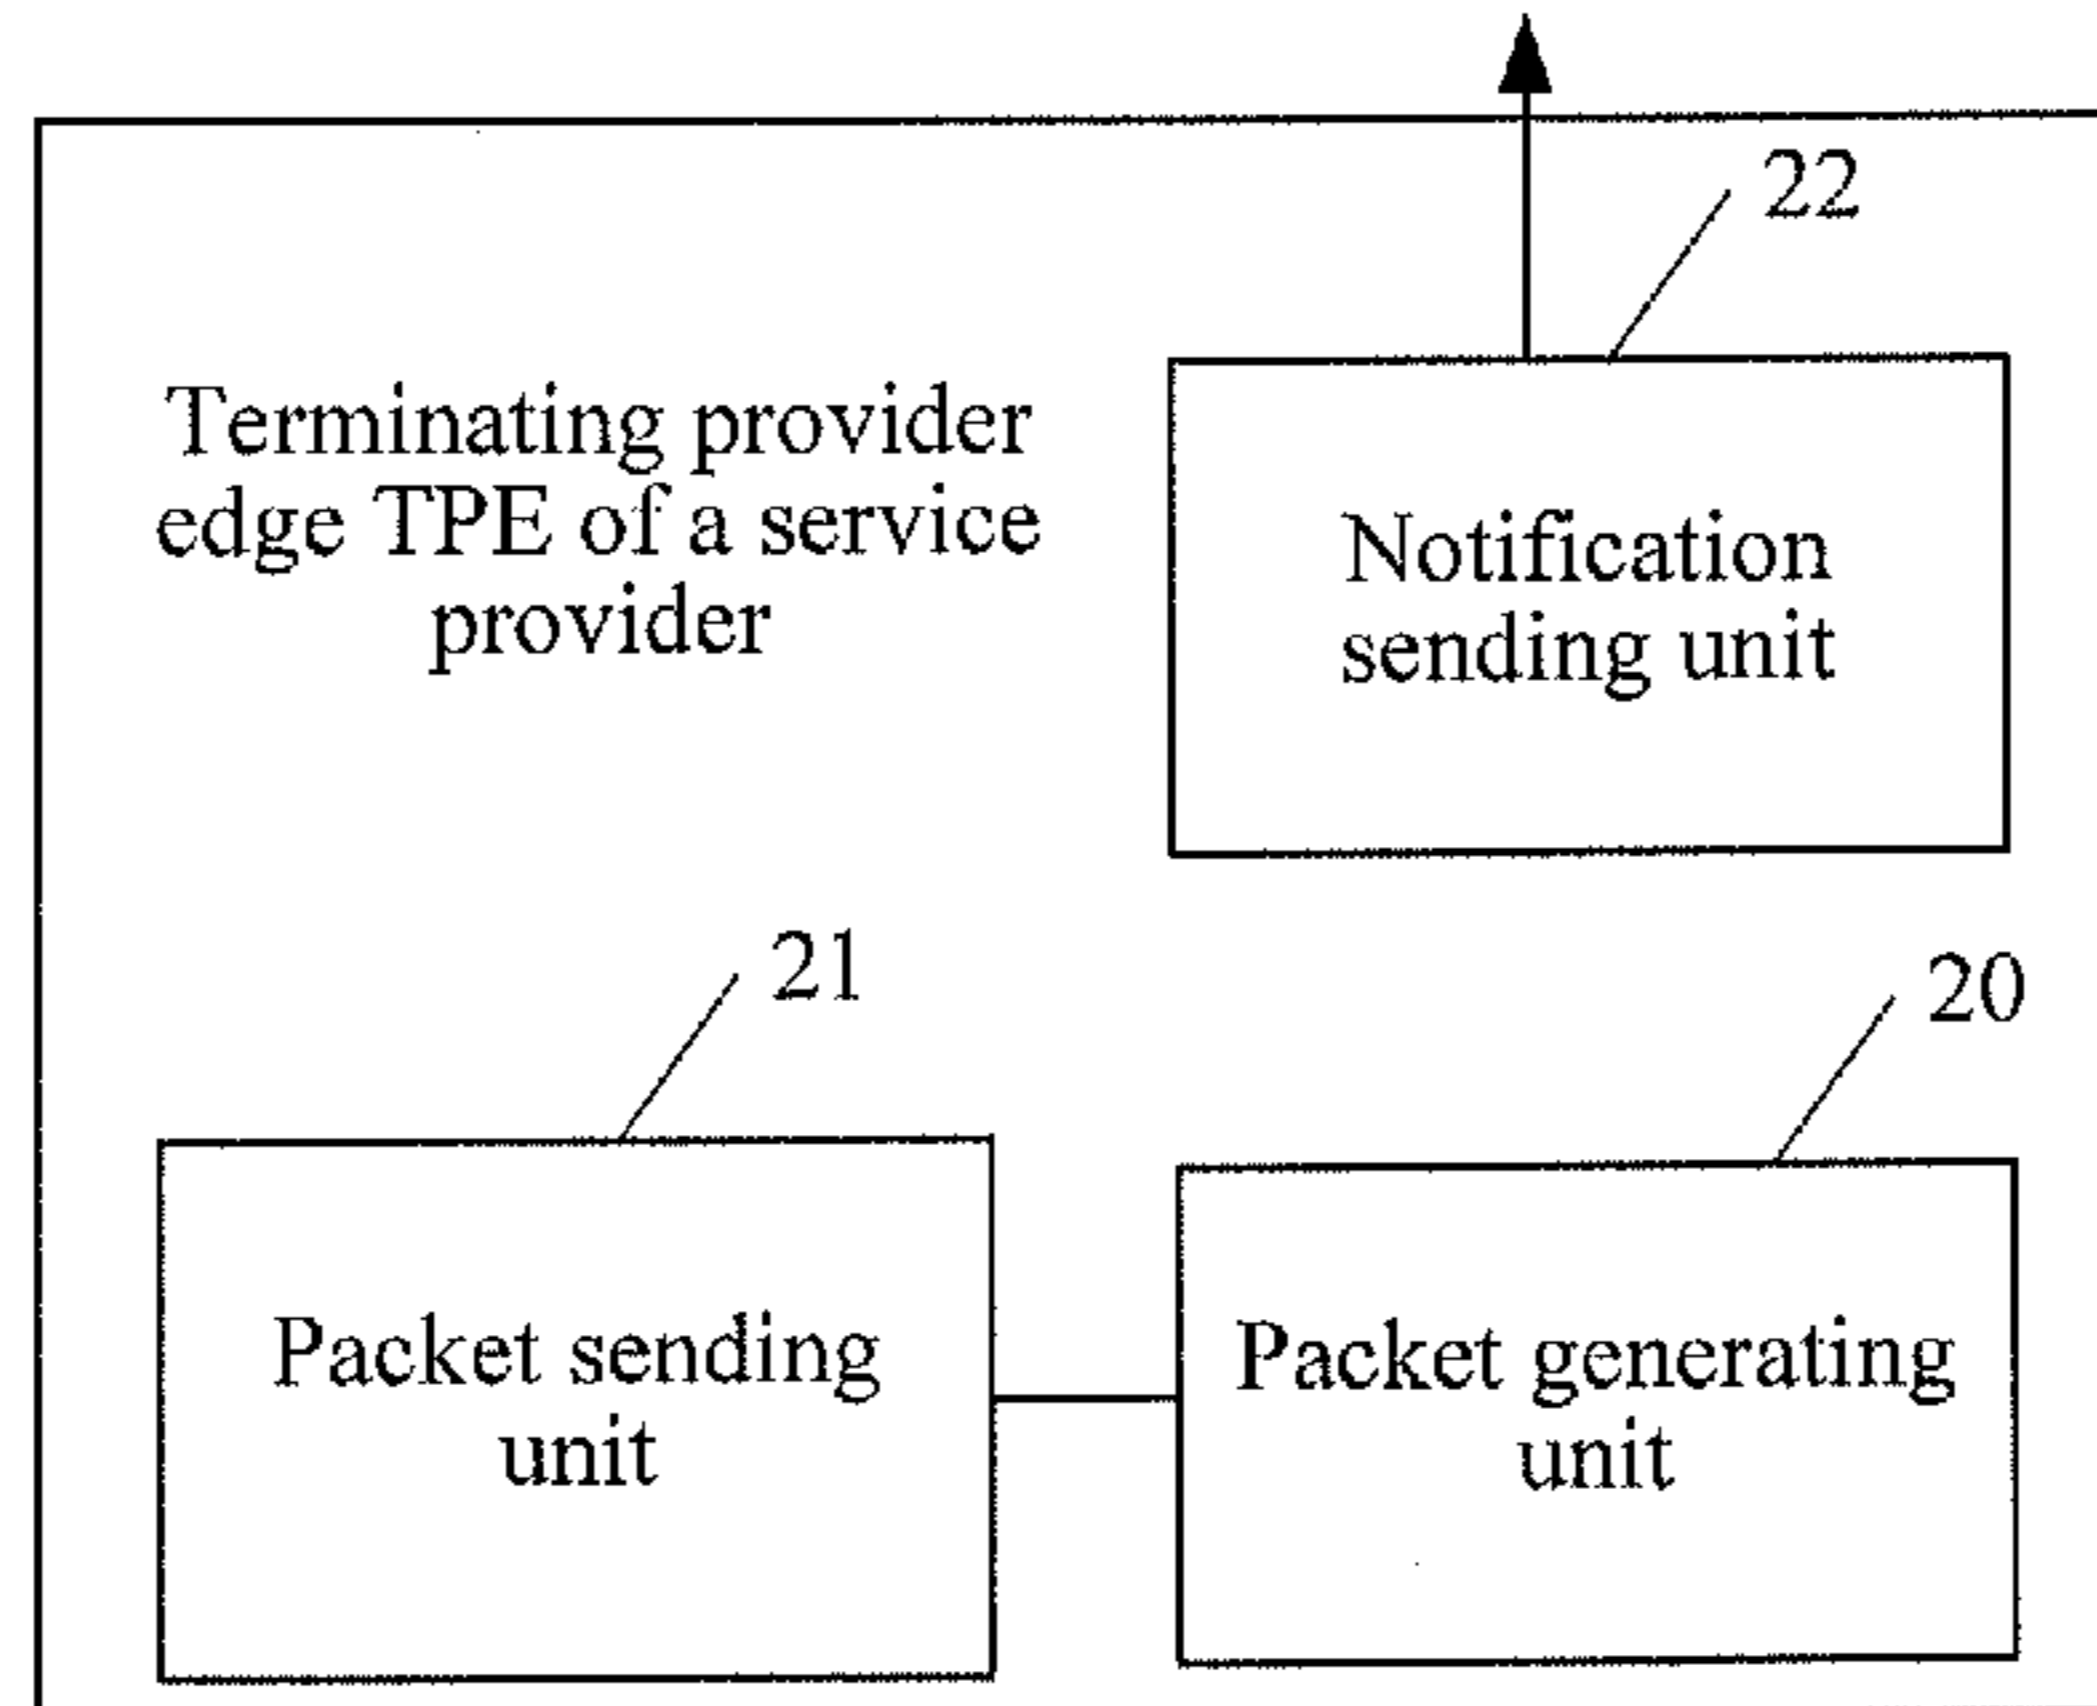 22
Terminating provider
edge TPE of a service
provider
Notification
sending unit
21
20
Packet sending
unit
Packet generating
unit